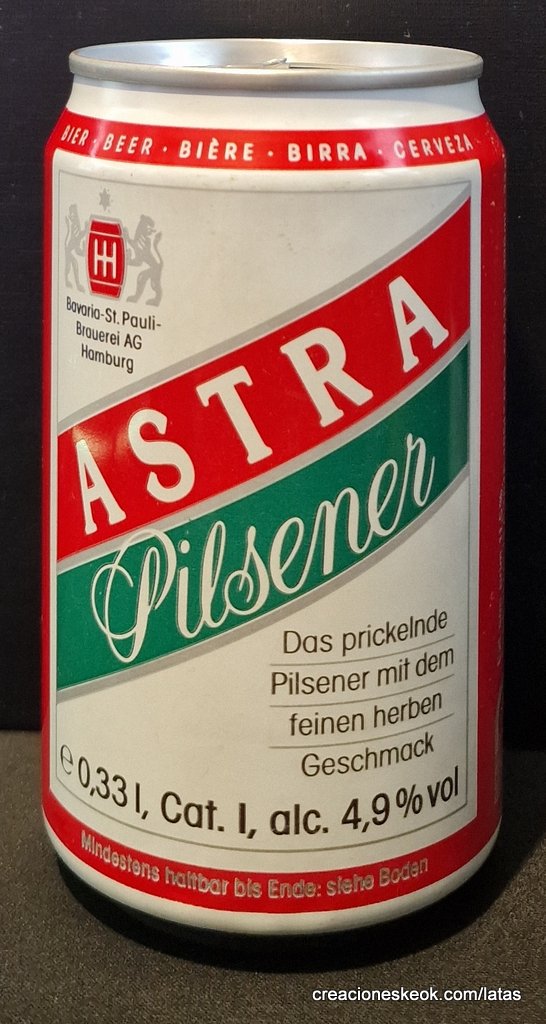 BIER · BEER · BIÈRE · BIRRA · CERVEZA
HH
Bavaria-St. Pauli-
Brauerei AG
Hamburg
ASTRA
Pilsener
Das prickelnde
Pilsener mit dem
feinen herben
Geschmack
e 0,33 l, Cat. I, alc. 4,9 % vol
Mindestens haltbar bis Ende: siehe Boden
creacioneskeok.com/latas